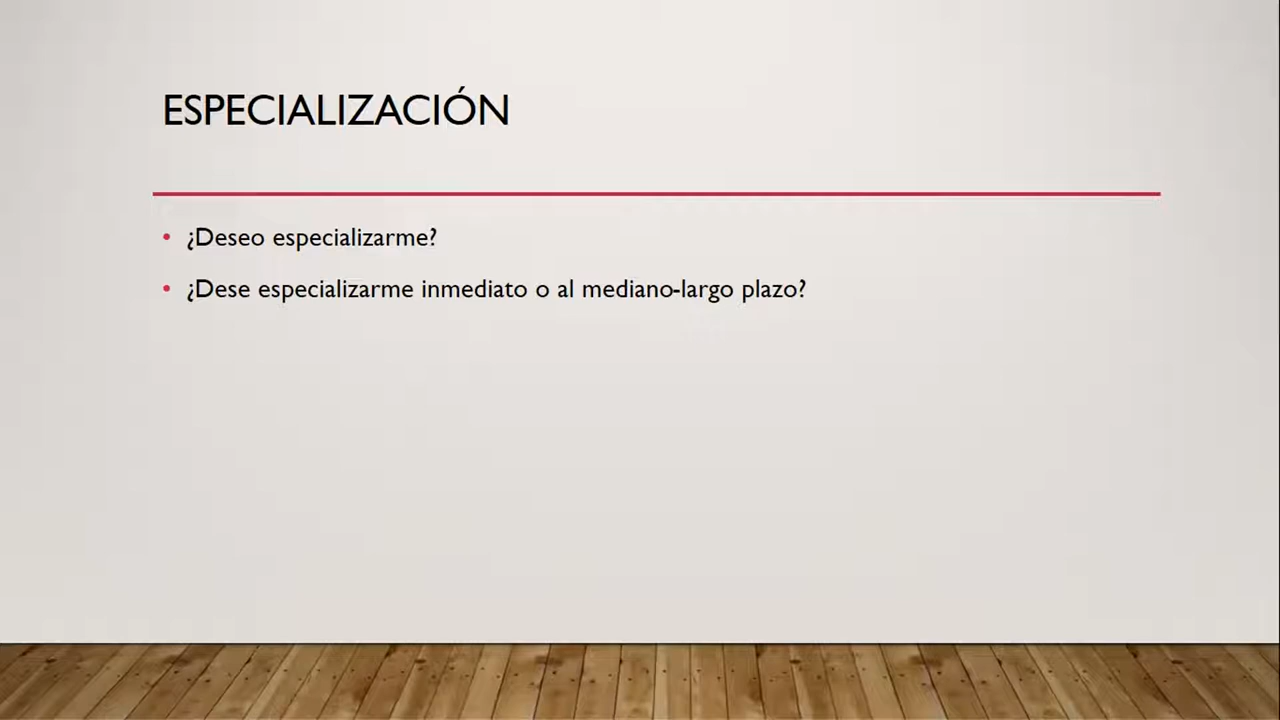 ESPECIALIZACIÓN
• ¿Deseo especializarme?
• ¿Dese especializarme inmediato o al mediano-largo plazo?